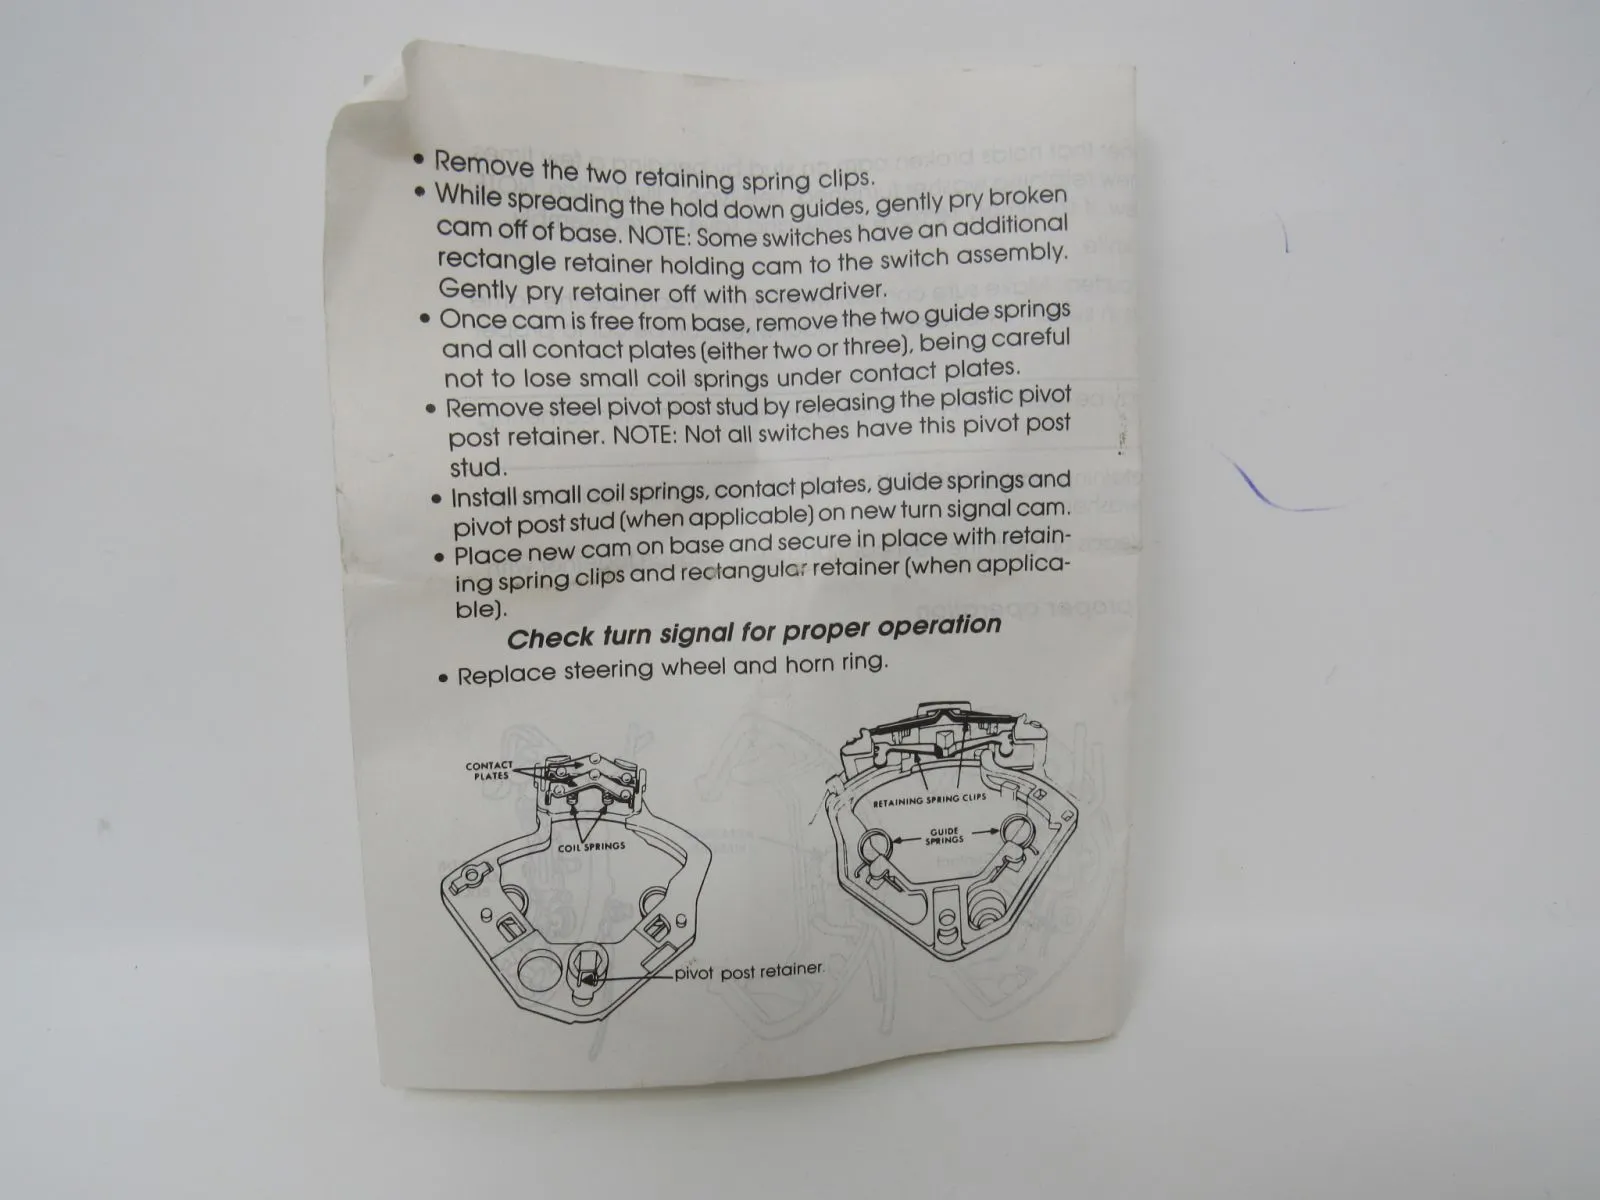 • Remove the two retaining spring clips.
• While spreading the hold down guides, gently pry broken
cam off of base. NOTE: Some switches have an additional
rectangle retainer holding cam to the switch assembly.
Gently pry retainer off with screwdriver.
• Once cam is free from base, remove the two guide springs
and all contact plates (either two or three), being careful
not to lose small coil springs under contact plates.
• Remove steel pivot post stud by releasing the plastic pivot
post retainer. NOTE: Not all switches have this pivot post
stud.
• Install small coil springs, contact plates, guide springs and
pivot post stud (when applicable) on new turn signal cam.
• Place new cam on base and secure in place with retain-
ing spring clips and rectangular retainer (when applica-
ble).
Check turn signal for proper operation
• Replace steering wheel and horn ring.
CONTACT
PLATES
COIL SPRINGS
pivot post retainer.
RETAINING SPRING CLIPS
GUIDE
SPRINGS